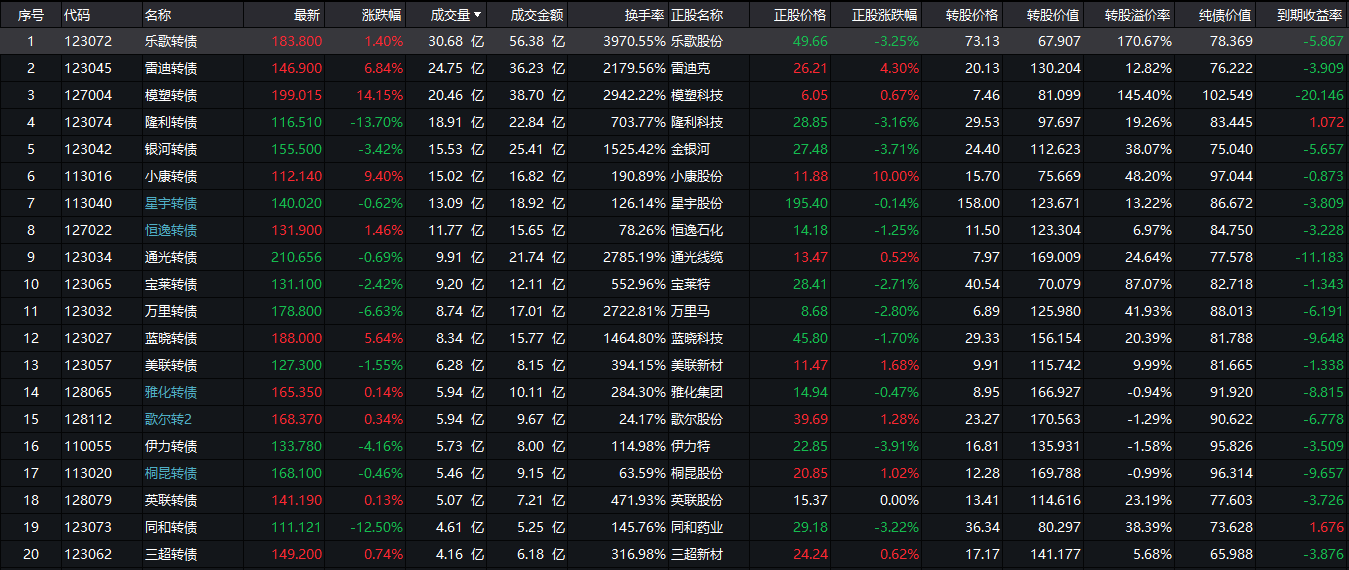 序号 代码 名称 最新 涨跌幅 成交量 成交金额 换手率 正股名称 正股价格 正股涨跌幅 转股价格 转股价值 转股溢价率 纯债价值 到期收益率
1 123072 乐歌转债 183.800 1.40% 30.68 亿 56.38 亿 3970.55% 乐歌股份 49.66 -3.25% 73.13 67.907 170.67% 78.369 -5.867
2 123045 雷迪转债 146.900 6.84% 24.75 亿 36.23 亿 2179.56% 雷迪克 26.21 4.30% 20.13 130.204 12.82% 76.222 -3.909
3 127004 模塑转债 199.015 14.15% 20.46 亿 38.70 亿 2942.22% 模塑科技 6.05 0.67% 7.46 81.099 145.40% 102.549 -20.146
4 123074 隆利转债 116.510 -13.70% 18.91 亿 22.84 亿 703.77% 隆利科技 28.85 -3.16% 29.53 97.697 19.26% 83.445 1.072
5 123042 银河转债 155.500 -3.42% 15.53 亿 25.41 亿 1525.42% 金银河 27.48 -3.71% 24.40 112.623 38.07% 75.040 -5.657
6 113016 小康转债 112.140 9.40% 15.02 亿 16.82 亿 190.89% 小康股份 11.88 10.00% 15.70 75.669 48.20% 97.044 -0.873
7 113040 星宇转债 140.020 -0.62% 13.09 亿 18.92 亿 126.14% 星宇股份 195.40 -0.14% 158.00 123.671 13.22% 86.672 -3.809
8 127022 恒逸转债 131.900 1.46% 11.77 亿 15.65 亿 78.26% 恒逸石化 14.18 -1.25% 11.50 123.304 6.97% 84.750 -3.228
9 123034 通光转债 210.656 -0.69% 9.91 亿 21.74 亿 2785.19% 通光线缆 13.47 0.52% 7.97 169.009 24.64% 77.578 -11.183
10 123065 宝莱转债 131.100 -2.42% 9.20 亿 12.11 亿 552.96% 宝莱特 28.41 -2.71% 40.54 70.079 87.07% 82.718 -1.343
11 123032 万里转债 178.800 -6.63% 8.74 亿 17.01 亿 2722.81% 万里马 8.68 -2.80% 6.89 125.980 41.93% 88.013 -6.191
12 123027 蓝晓转债 188.000 5.64% 8.34 亿 15.77 亿 1464.80% 蓝晓科技 45.80 -1.70% 29.33 156.154 20.39% 81.788 -9.648
13 123057 美联转债 127.300 -1.55% 6.28 亿 8.15 亿 394.15% 美联新材 11.47 1.68% 9.91 115.742 9.99% 81.665 -1.338
14 128065 雅化转债 165.350 0.14% 5.94 亿 10.11 亿 284.30% 雅化集团 14.94 -0.47% 8.95 166.927 -0.94% 91.920 -8.815
15 128112 歌尔转2 168.370 0.34% 5.94 亿 9.67 亿 24.17% 歌尔股份 39.69 1.28% 23.27 170.563 -1.29% 90.622 -6.778
16 110055 伊力转债 133.780 -4.16% 5.73 亿 8.00 亿 114.98% 伊力特 22.85 -3.91% 16.81 135.931 -1.58% 95.826 -3.509
17 113020 桐昆转债 168.100 -0.46% 5.46 亿 9.15 亿 63.59% 桐昆股份 20.85 1.02% 12.28 169.788 -0.99% 96.314 -9.657
18 128079 英联转债 141.190 0.13% 5.07 亿 7.21 亿 471.93% 英联股份 15.37 0.00% 13.41 114.616 23.19% 77.603 -3.726
19 123073 同和转债 111.121 -12.50% 4.61 亿 5.25 亿 145.76% 同和药业 29.18 -3.22% 36.34 80.297 38.39% 73.628 1.676
20 123062 三超转债 149.200 0.74% 4.16 亿 6.18 亿 316.98% 三超新材 24.24 0.62% 17.17 141.177 5.68% 65.988 -3.876